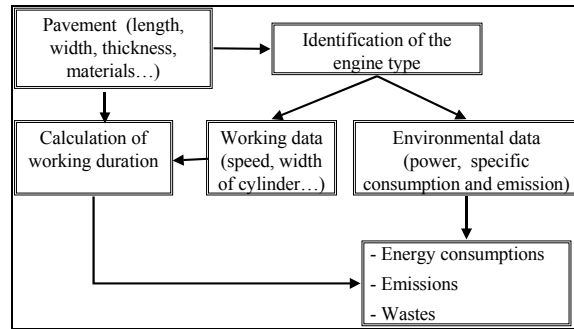 Pavement (length,
width, thickness,
materials…)
Identification of the
engine type
Calculation of
working duration
Working data
(speed, width
of cylinder…)
Environmental data
(power, specific
consumption and emission)
- Energy consumptions
- Emissions
- Wastes